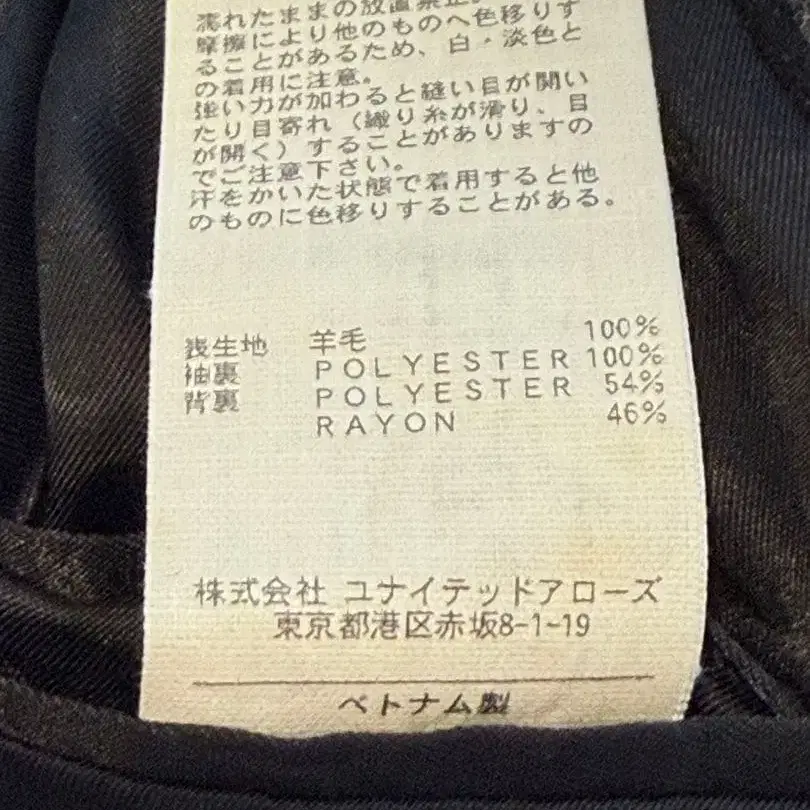 濡れたままの放置禁止。
摩擦により他のものへ色移りす
ることがあるため、白・淡色と
の着用に注意。
強い力が加わると縫い目が開い
たり目寄れ（織り糸が滑り、目
が開く）することがありますの
でご注意下さい。
汗をかいた状態で着用すると他
のものに色移りすることがある。
表生地 羊毛 100%
袖裏 POLYESTER 100%
背裏 POLYESTER 54%
RAYON 46%
株式会社 ユナイテッドアローズ
東京都港区赤坂8-1-19
ベトナム製